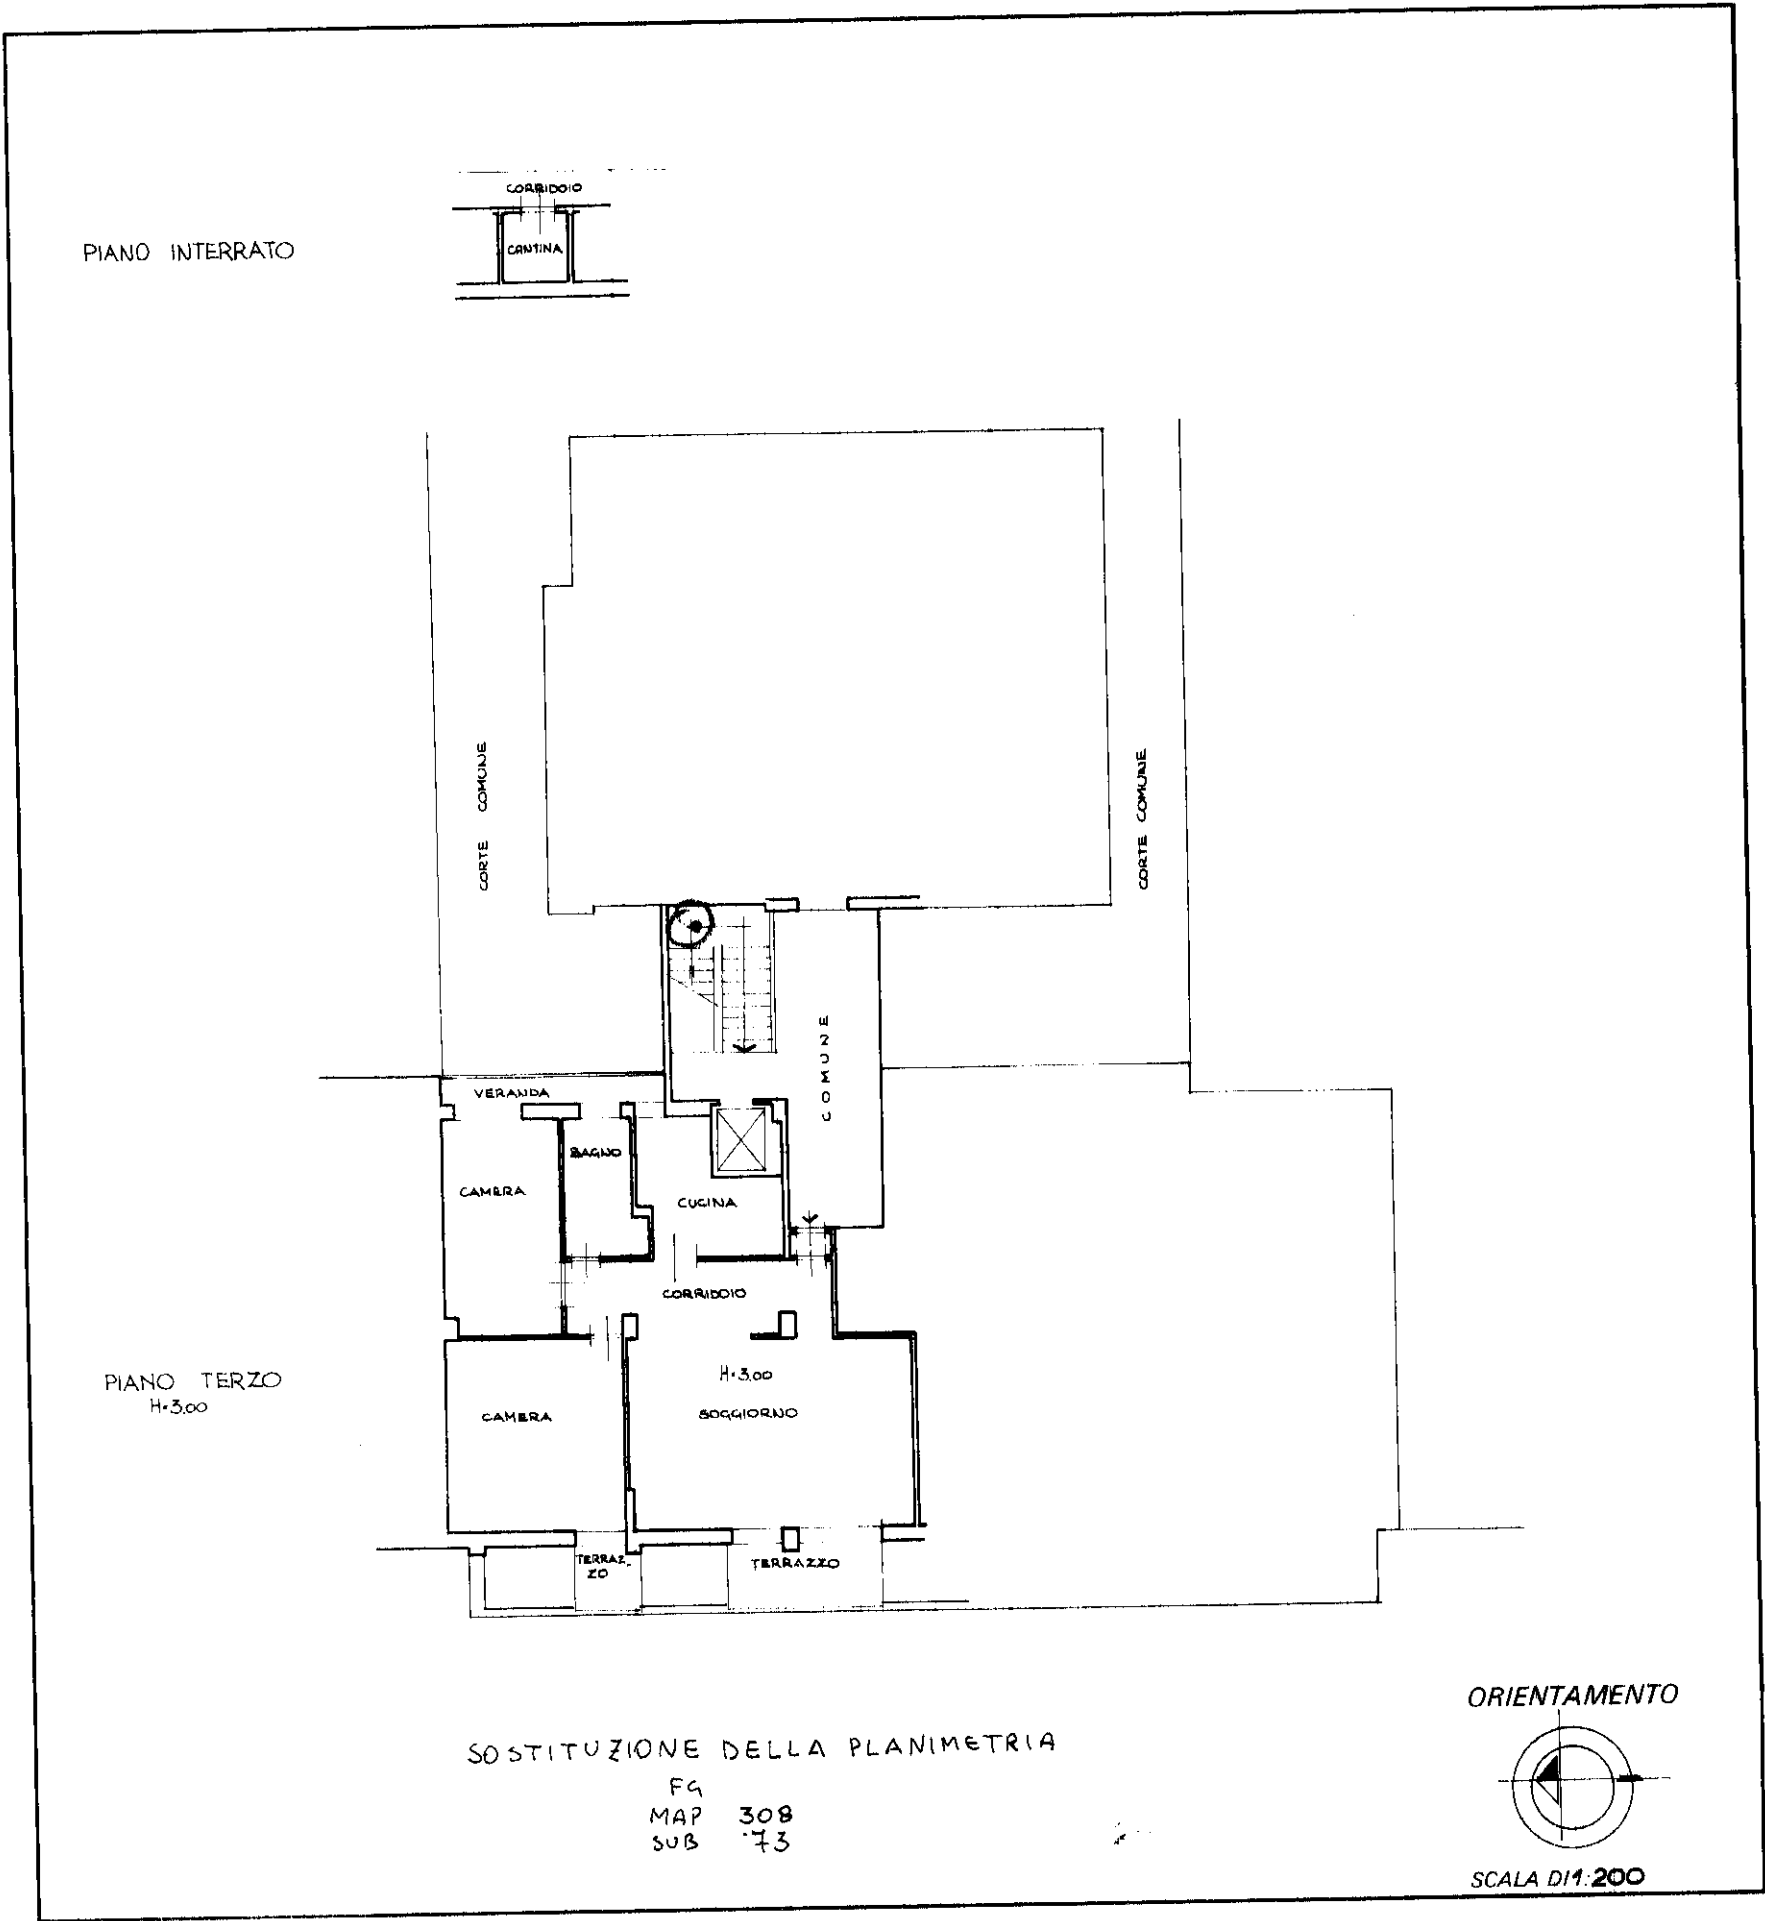 CORRIDOIO
PIANO INTERRATO
CANTINA
CORTE COMUNE
CORTE COMUNE
COMUNE
VERANDA
BAGNO
CAMERA
CUCINA
CORRIDOIO
PIANO TERZO
H=3.00
H=3.00
CAMERA
SOGGIORNO
TERRAZ-
ZO
TERRAZZO
ORIENTAMENTO
SOSTITUZIONE DELLA PLANIMETRIA
FG
MAP 308
SUB 73
SCALA DI 1:200